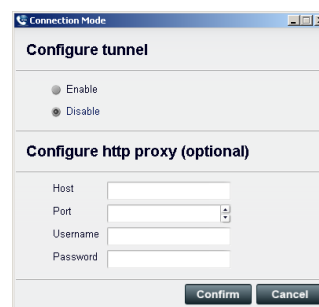 Connection Mode
Configure tunnel
Enable
Disable
Configure http proxy (optional)
Host
Port
Username
Password
Confirm Cancel